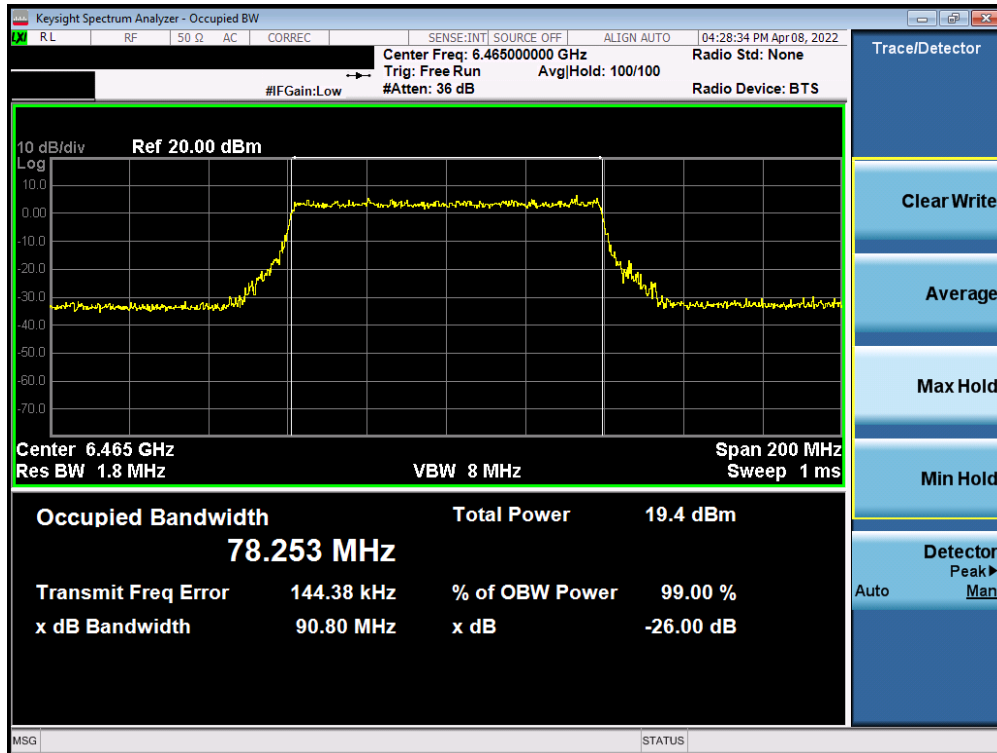 Keysight Spectrum Analyzer - Occupied BW
LXI RL RF 50 Ω AC CORREC SENSE:INT SOURCE OFF ALIGN AUTO 04:28:34 PM Apr 08, 2022
Center Freq: 6.465000000 GHz Radio Std: None
Trig: Free Run Avg|Hold: 100/100
#IFGain:Low #Atten: 36 dB Radio Device: BTS
10 dB/div Ref 20.00 dBm
Log
10.0
0.00
-10.0
-20.0
-30.0
-40.0
-50.0
-60.0
-70.0
Center 6.465 GHz Span 200 MHz
Res BW 1.8 MHz VBW 8 MHz Sweep 1 ms
Occupied Bandwidth Total Power 19.4 dBm
78.253 MHz
Transmit Freq Error 144.38 kHz % of OBW Power 99.00 %
x dB Bandwidth 90.80 MHz x dB -26.00 dB
MSG STATUS
Trace/Detector
Clear Write
Average
Max Hold
Min Hold
Detector
Peak▶
Auto Man